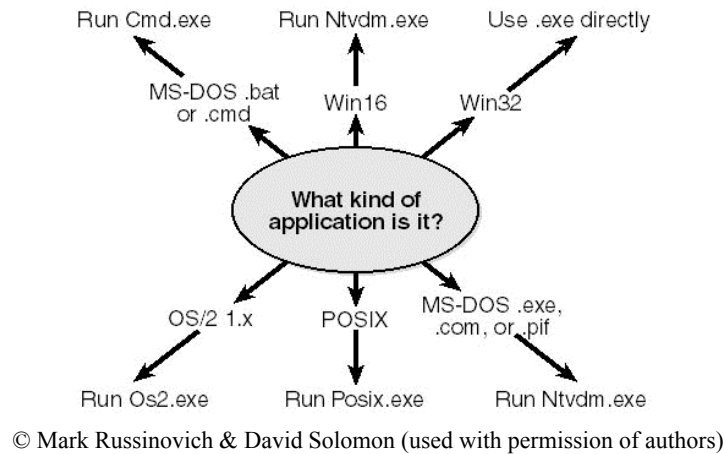 Run Cmd.exe
Run Ntvdm.exe
Use .exe directly
MS-DOS .bat
or .cmd
Win16
Win32
What kind of
application is it?
OS/2 1.x
POSIX
MS-DOS .exe,
.com, or .pif
Run Os2.exe
Run Posix.exe
Run Ntvdm.exe
© Mark Russinovich & David Solomon (used with permission of authors)